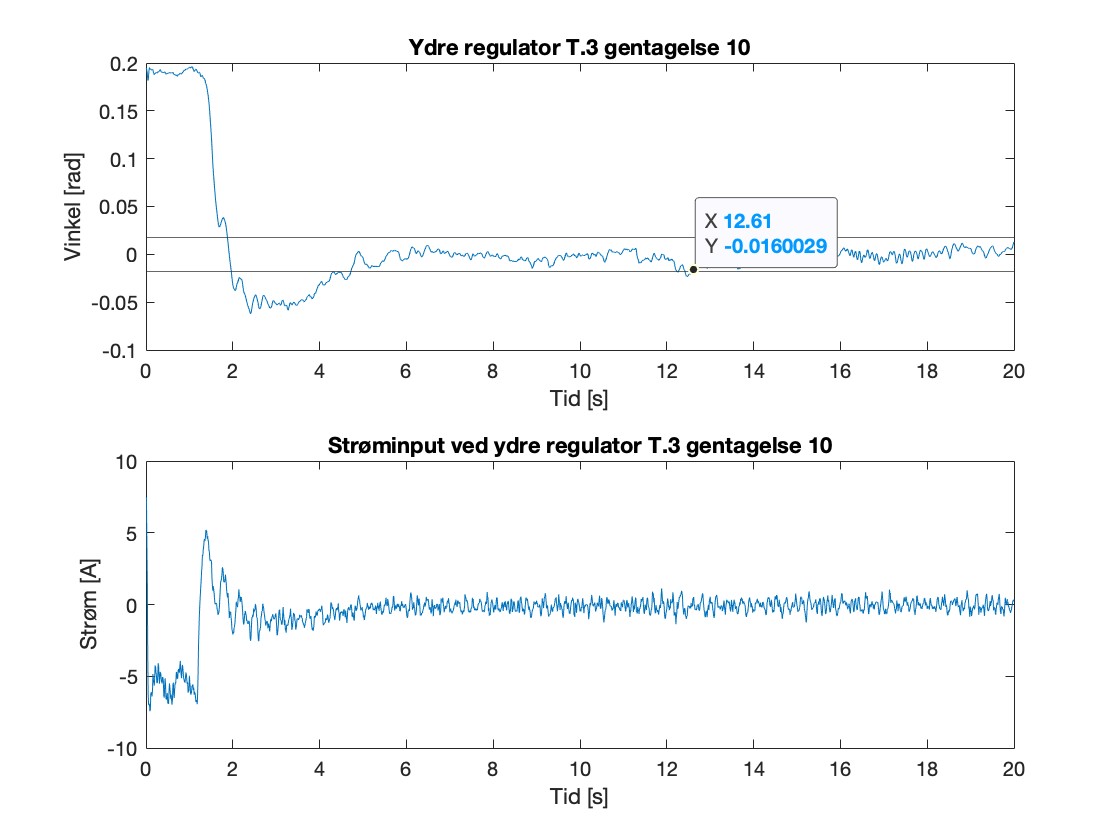 Ydre regulator T.3 gentagelse 10
0.2
0.15
0.1
0.05
0
-0.05
-0.1
Vinkel [rad]
X 12.61
Y -0.0160029
0 2 4 6 8 10 12 14 16 18 20
Tid [s]
Strøminput ved ydre regulator T.3 gentagelse 10
10
5
0
-5
-10
Strøm [A]
0 2 4 6 8 10 12 14 16 18 20
Tid [s]